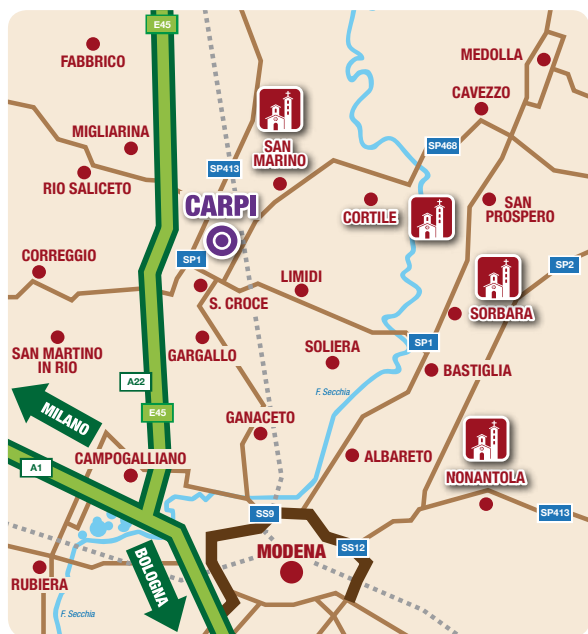 E45
FABBRICO
MEDOLLA
CAVEZZO
MIGLIARINA
SAN
MARINO
SP468
SP413
RIO SALICETO
CARPI
CORTILE
SAN
PROSPERO
CORREGGIO
SP1
SP2
LIMIDI
S. CROCE
SORBARA
SAN MARTINO
IN RIO
GARGALLO
SOLIERA
SP1
BASTIGLIA
A22
F. Secchia
E45
MILANO
GANACETO
CAMPOGALLIANO
ALBARETO
A1
NONANTOLA
SS9
SP413
MODENA
SS12
BOLOGNA
RUBIERA
F. Secchia